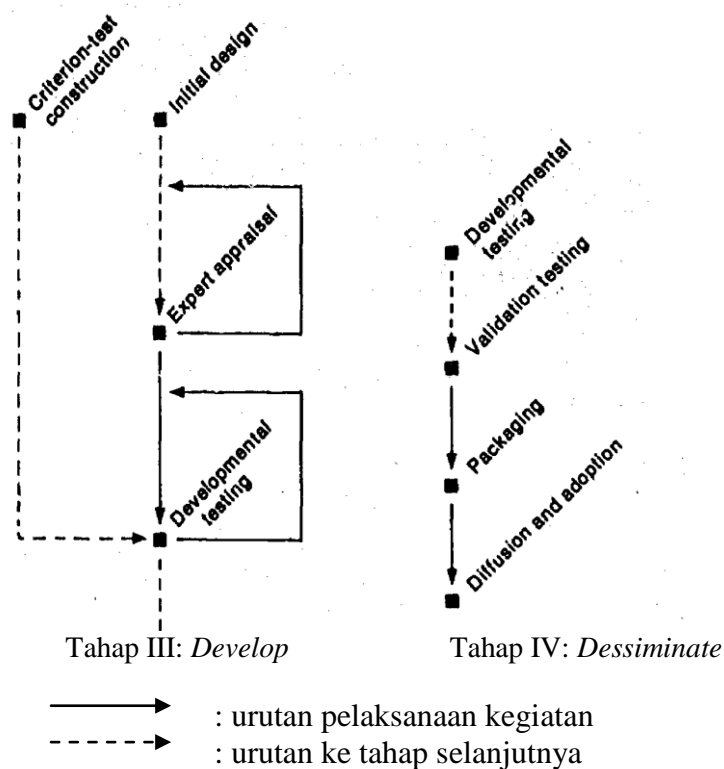 Criterion-test
construction
Initial design
Expert appraisal
Developmental
testing
Tahap III: Develop
Developmental
testing
Validation testing
Packaging
Diffusion and adoption
Tahap IV: Dessiminate
: urutan pelaksanaan kegiatan
: urutan ke tahap selanjutnya